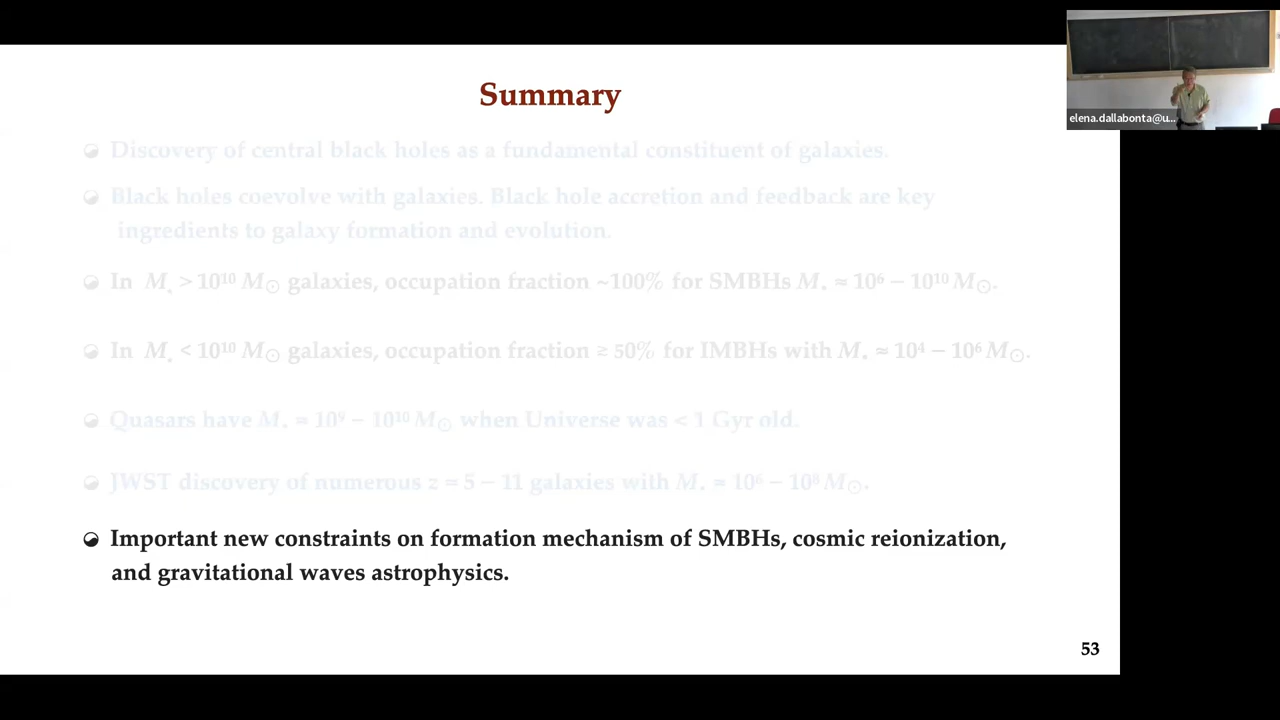 Summary
Discovery of central black holes as a fundamental constituent of galaxies.
Black holes coevolve with galaxies. Black hole accretion and feedback are key
ingredients to galaxy formation and evolution.
In M⋆ > 10¹⁰ M⊙ galaxies, occupation fraction ~100% for SMBHs M• ≈ 10⁶ − 10¹⁰ M⊙.
In M⋆ < 10¹⁰ M⊙ galaxies, occupation fraction ≥ 50% for IMBHs with M• ≈ 10⁴ − 10⁶ M⊙.
Quasars have M• ≈ 10⁹ − 10¹⁰ M⊙ when Universe was < 1 Gyr old.
JWST discovery of numerous z = 5 − 11 galaxies with M• ≈ 10⁶ − 10⁸ M⊙.
Important new constraints on formation mechanism of SMBHs, cosmic reionization,
and gravitational waves astrophysics.
53
elena.dallabonta@u...